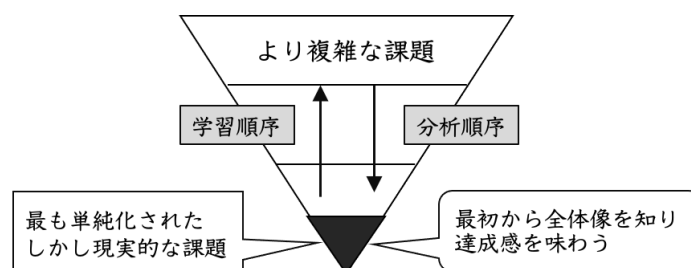 より複雑な課題
学習順序
分析順序
最も単純化された
しかし現実的な課題
最初から全体像を知り
達成感を味わう